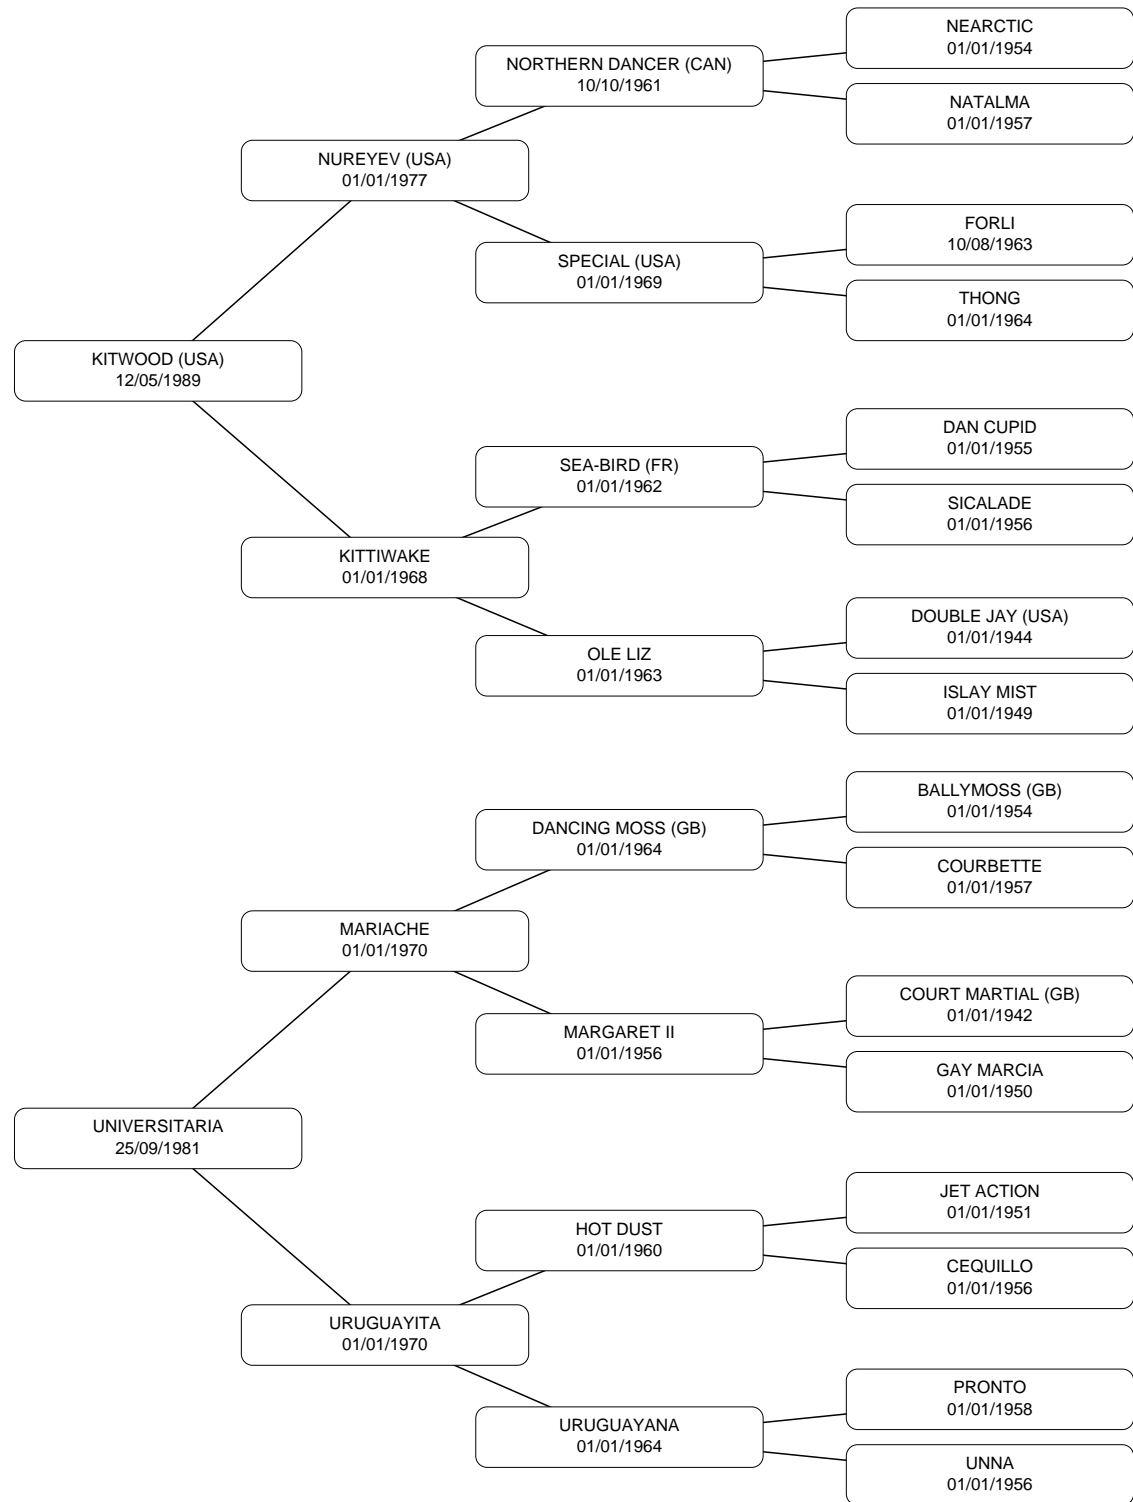 NEARCTIC
01/01/1954
NORTHERN DANCER (CAN)
10/10/1961
NATALMA
01/01/1957
NUREYEV (USA)
01/01/1977
FORLI
10/08/1963
SPECIAL (USA)
01/01/1969
THONG
01/01/1964
KITWOOD (USA)
12/05/1989
DAN CUPID
01/01/1955
SEA-BIRD (FR)
01/01/1962
SICALADE
01/01/1956
KITTIWAKE
01/01/1968
DOUBLE JAY (USA)
01/01/1944
OLE LIZ
01/01/1963
ISLAY MIST
01/01/1949
BALLYMOSS (GB)
01/01/1954
DANCING MOSS (GB)
01/01/1964
COURBETTE
01/01/1957
MARIACHE
01/01/1970
COURT MARTIAL (GB)
01/01/1942
MARGARET II
01/01/1956
GAY MARCIA
01/01/1950
UNIVERSITARIA
25/09/1981
JET ACTION
01/01/1951
HOT DUST
01/01/1960
CEQUILLO
01/01/1956
URUGUAYITA
01/01/1970
PRONTO
01/01/1958
URUGUAYANA
01/01/1964
UNNA
01/01/1956